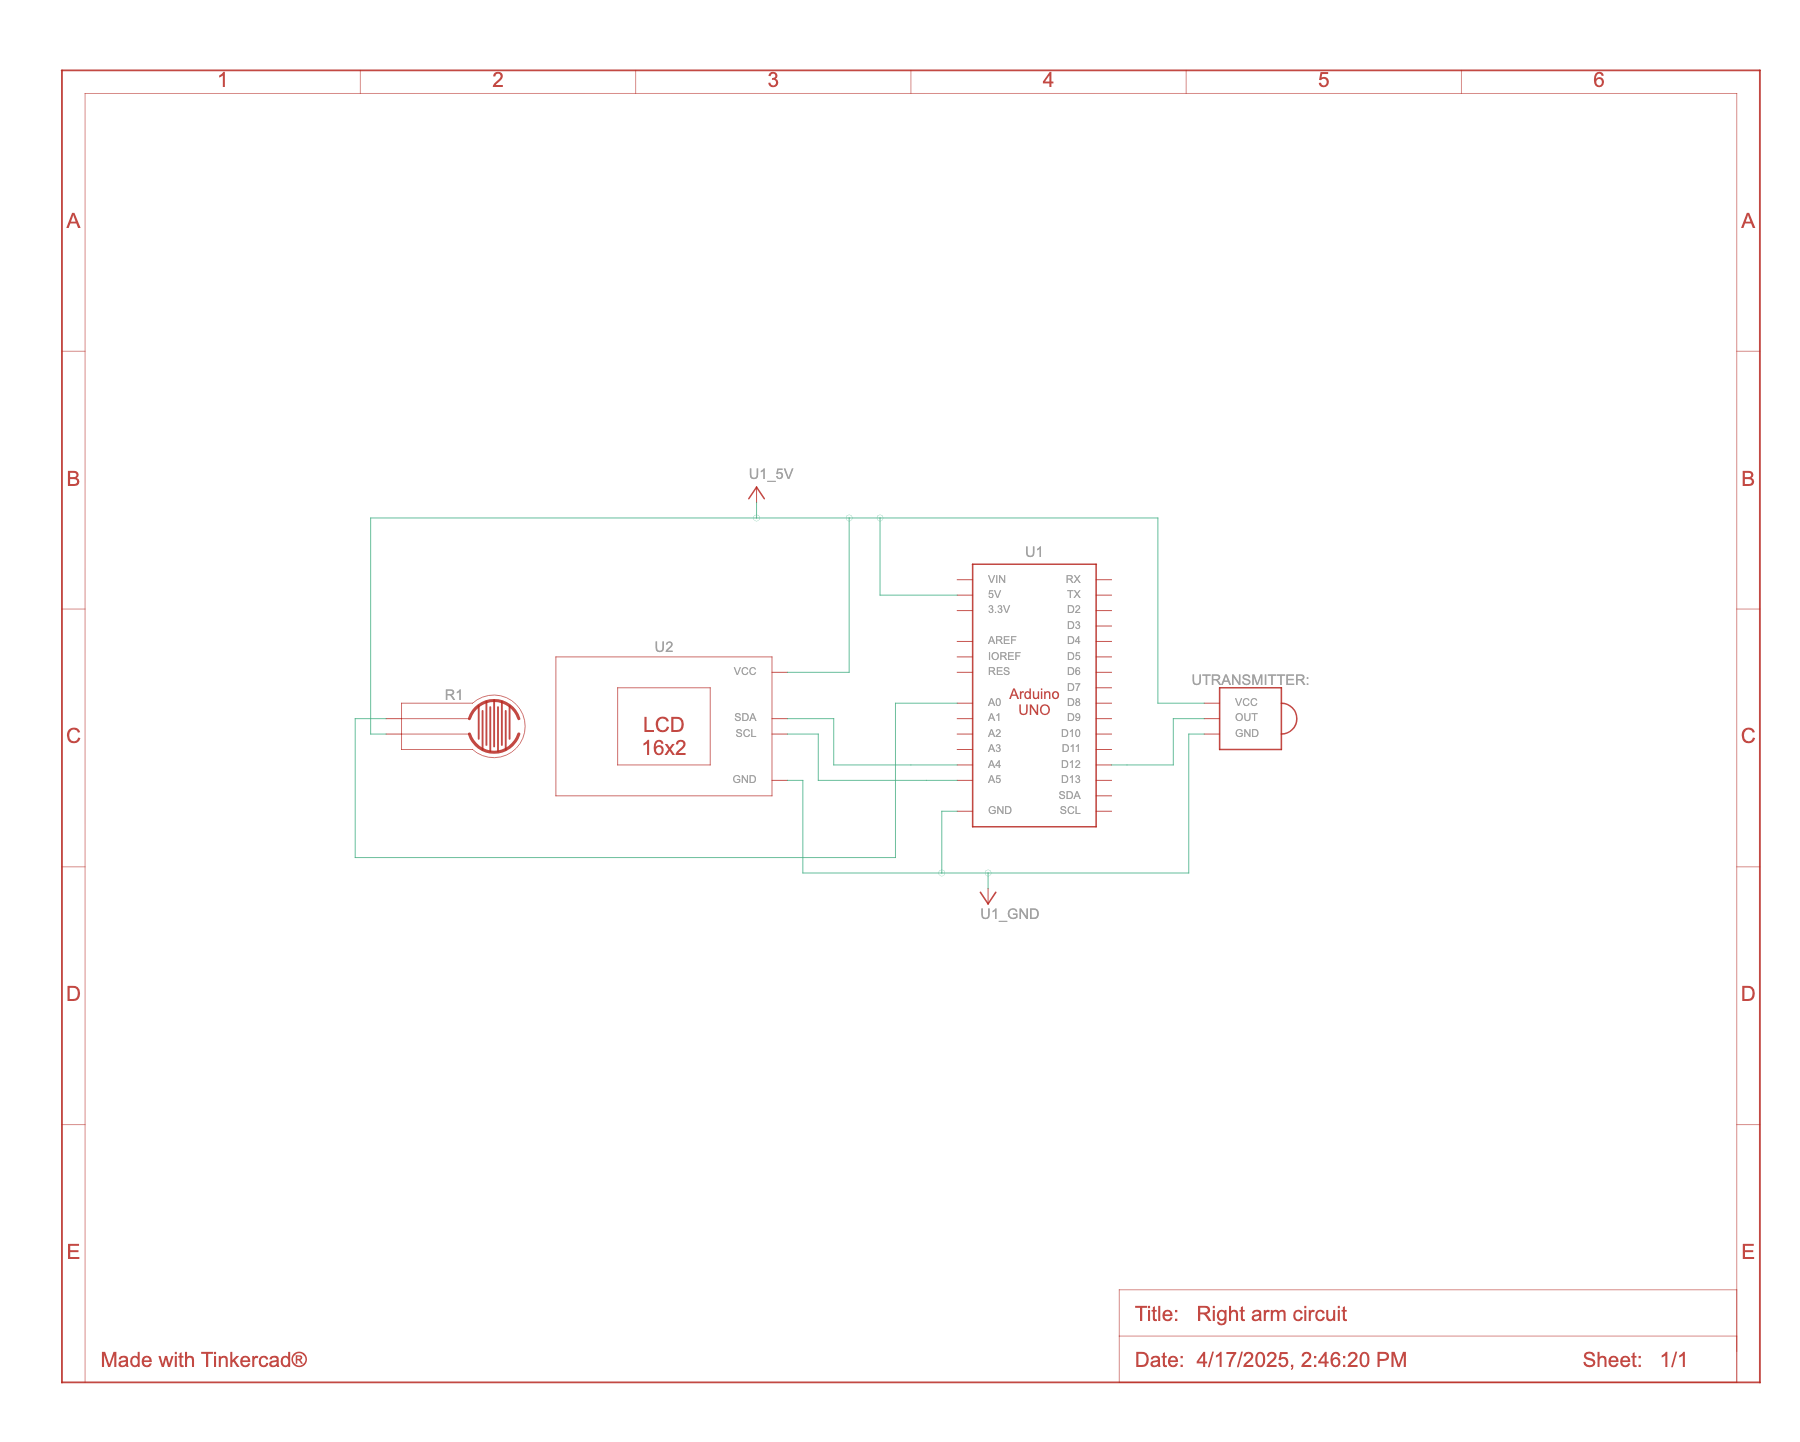 1 2 3 4 5 6
A A
U1_5V
B B
U1
VIN RX
5V TX
3.3V D2
D3
AREF D4
U2
IOREF D5
VCC RES D6
UTRANSMITTER:
D7
R1
Arduino
UNO
A0 D8 VCC
SDA A1 D9 OUT
LCD
16x2
SCL A2 D10 GND
C C
A3 D11
A4 D12
GND A5 D13
SDA
GND SCL
U1_GND
D D
E E
Title: Right arm circuit
Made with Tinkercad®
Date: 4/17/2025, 2:46:20 PM Sheet: 1/1